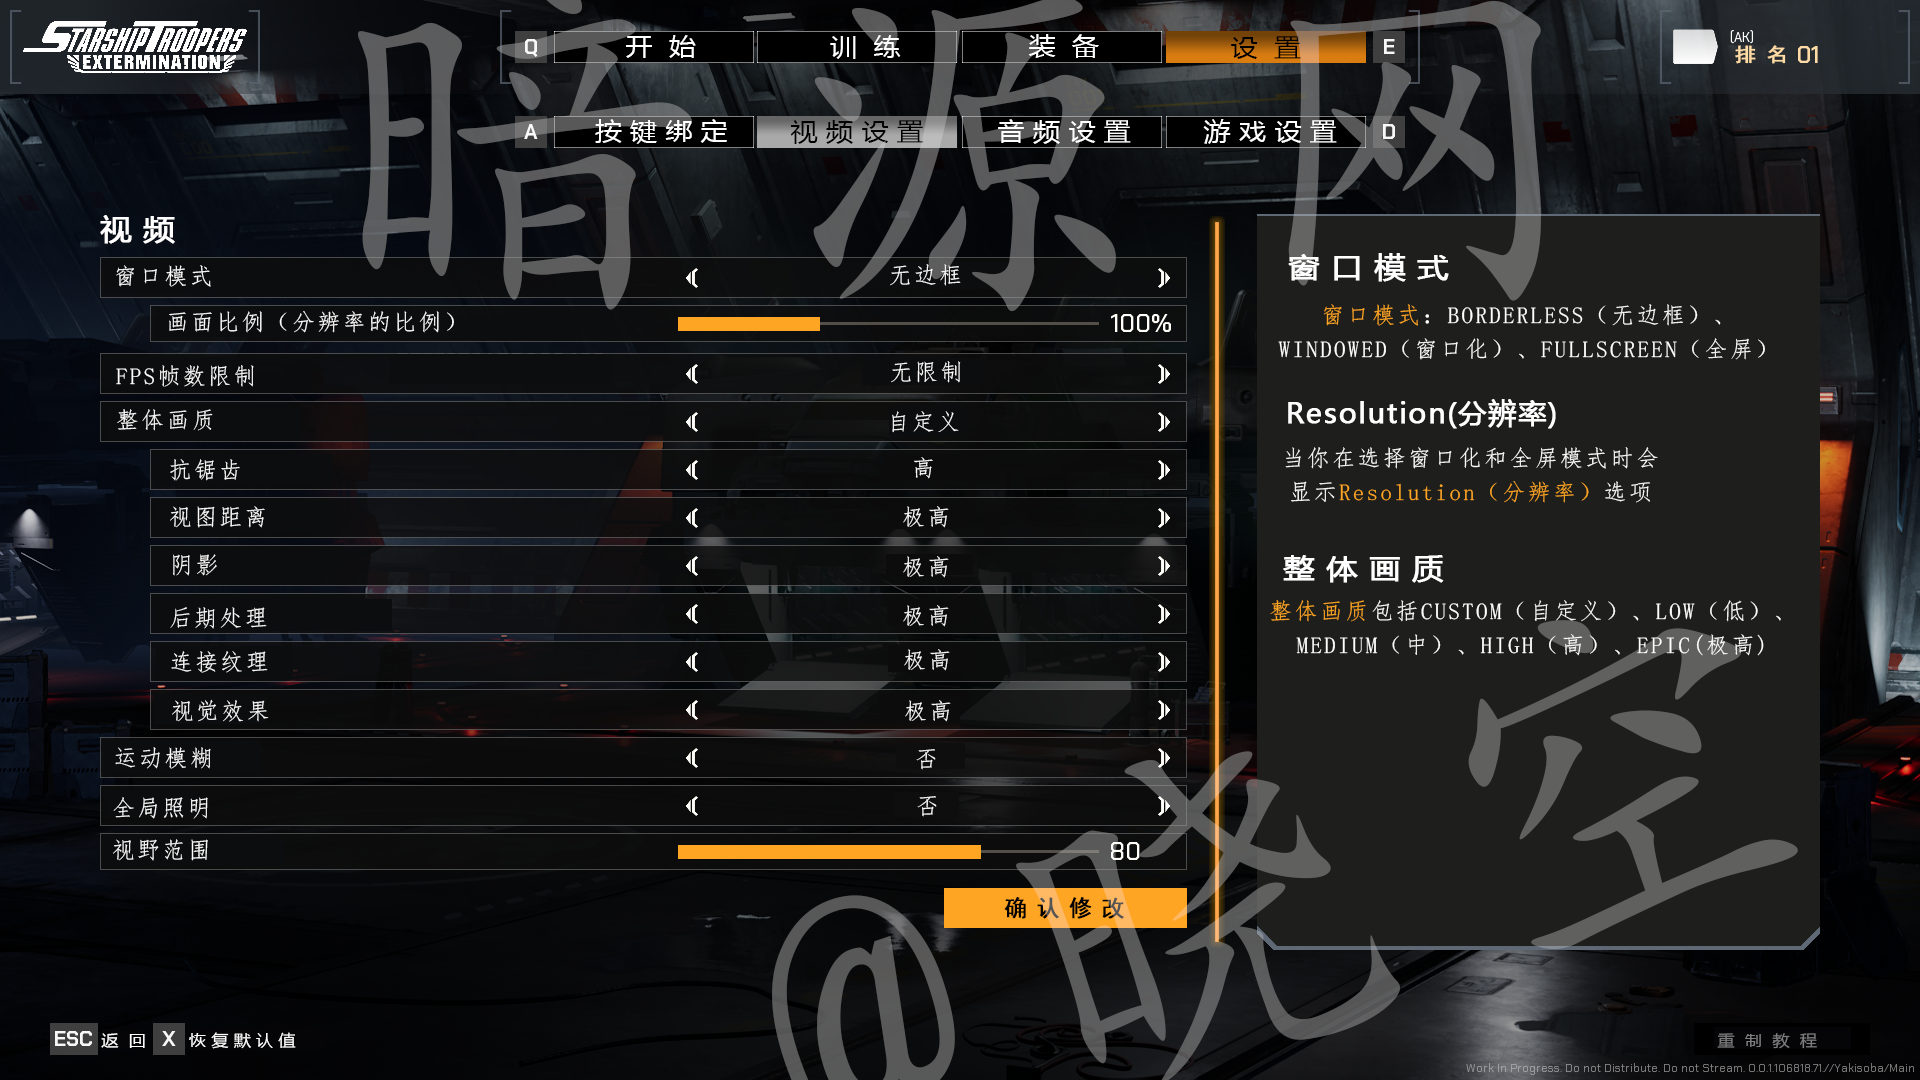 STARSHIP TROOPERS
EXTERMINATION
Q 开始 训练 装备 设置 E
[AK]
排名 01
A 按键绑定 视频设置 音频设置 游戏设置 D
视频
窗口模式 无边框
画面比例（分辨率的比例） 100%
FPS帧数限制 无限制
整体画质 自定义
抗锯齿 高
视图距离 极高
阴影 极高
后期处理 极高
连接纹理 极高
视觉效果 极高
运动模糊 否
全局照明 否
视野范围 80
确认修改
窗口模式
窗口模式：BORDERLESS（无边框）、
WINDOWED（窗口化）、FULLSCREEN（全屏）
Resolution(分辨率)
当你在选择窗口化和全屏模式时会
显示Resolution（分辨率）选项
整体画质
整体画质包括CUSTOM（自定义）、LOW（低）、
MEDIUM（中）、HIGH（高）、EPIC(极高)
暗源网
@晓空
ESC 返回 X 恢复默认值
重制教程
Work In Progress. Do not Distribute. Do not Stream. 0.0.1.106818.71//Yakisoba/Main